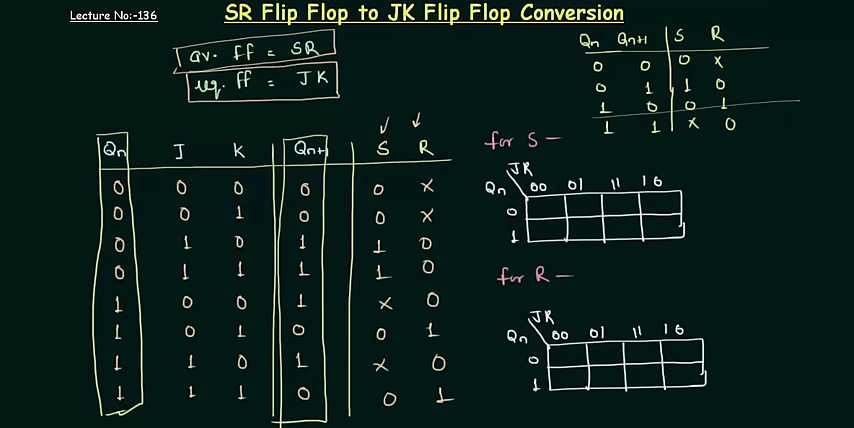 Lecture No:-136
SR Flip Flop to JK Flip Flop Conversion
av. ff = SR
req. ff = JK
Qn Qn+1 S R
0 0 0 x
0 1 1 0
1 0 0 1
1 1 x 0
Qn J K Qn+1 S R
0 0 0 0 0 x
0 0 1 0 0 x
0 1 0 1 1 0
0 1 1 1 1 0
1 0 0 1 x 0
1 0 1 0 0 1
1 1 0 1 x 0
1 1 1 0 0 1
for S -
JK
Qn 00 01 11 10
0
1
for R -
JK
Qn 00 01 11 10
0
1